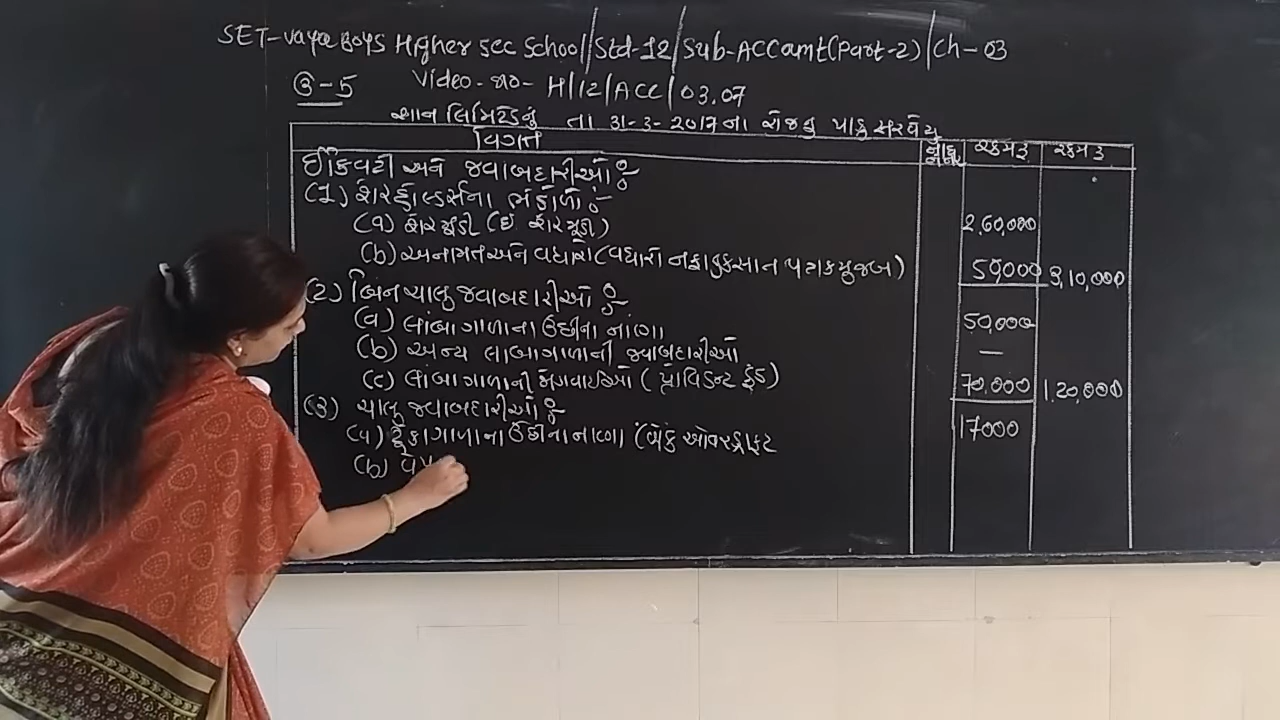 SET-vaya Boys Higher sec School/Std-12/Sub-ACCount(Part-2)/Ch-03
Q-5 Video-no- H/12/Acc/03.07
શાન લિમિટેડનું તા 31-3-2017ના રોજનું પાકું સરવૈયું
વિગત નોંધ નંબર રકમ રૂ રકમ રૂ
ઈક્વિટી અને જવાબદારીઓ :-
(1) શેરહોલ્ડર્સના ભંડોળો :-
(a) શેરમૂડી (ઈ શેરમૂડી) 2,60,000
(b) અનામત અને વધારો (વધારો નફાનુકસાન પત્રક મુજબ) 50,000 3,10,000
(2) બિનચાલુ જવાબદારીઓ :-
(a) લાંબાગાળાના ઉછીના નાણા 50,000
(b) અન્ય લાંબાગાળાની જવાબદારીઓ —
(c) લાંબાગાળાની જોગવાઈઓ (પ્રોવિડન્ટ ફંડ) 70,000 1,20,000
(3) ચાલુ જવાબદારીઓ :-
(a) ટૂંકાગાળાના ઉછીના નાણા (બેંક ઓવરડ્રાફ્ટ 17000
(b) વે